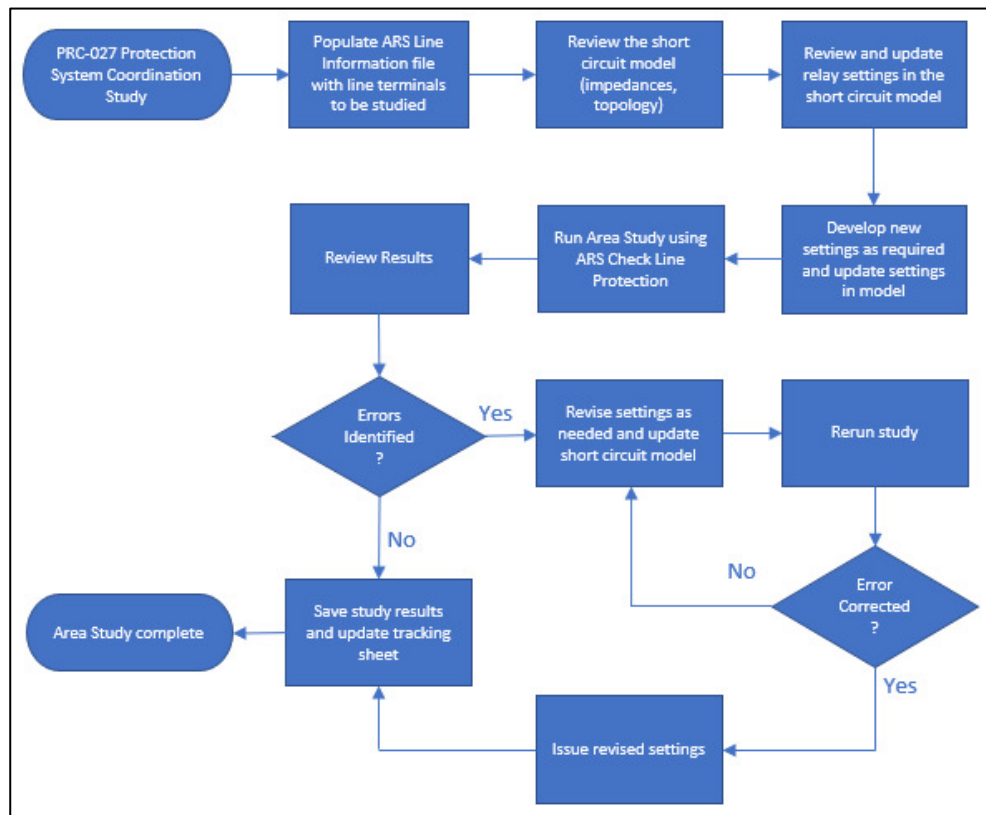 PRC-027 Protection
System Coordination
Study
Populate ARS Line
Information file
with line terminals
to be studied
Review the short
circuit model
(impedances,
topology)
Review and update
relay settings in the
short circuit model
Develop new
settings as required
and update settings
in model
Run Area Study using
ARS Check Line
Protection
Review Results
Errors
Identified
?
Yes
Revise settings as
needed and update
short circuit model
Rerun study
No
Error
Corrected
?
No
Yes
Save study results
and update tracking
sheet
Area Study complete
Issue revised settings